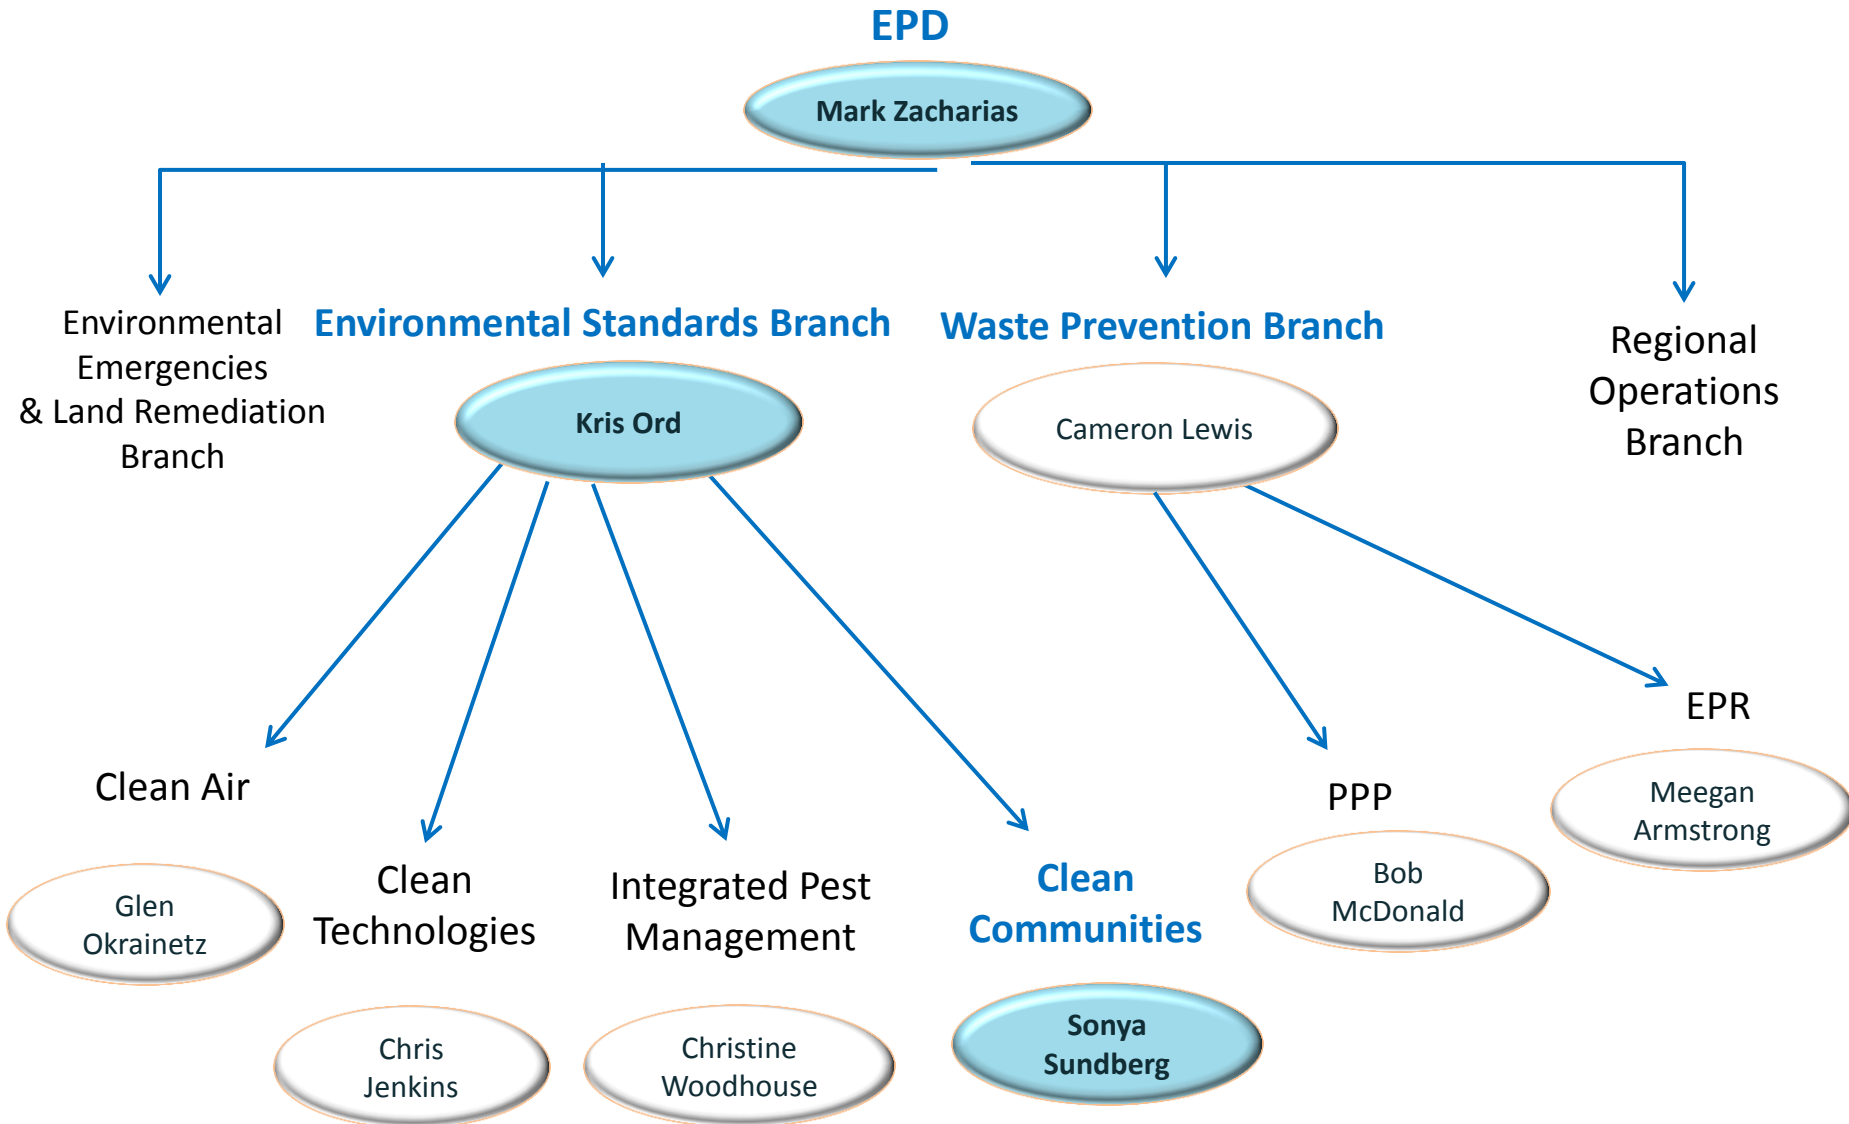 EPD
Mark Zacharias
Environmental
Emergencies
& Land Remediation
Branch
Environmental Standards Branch
Kris Ord
Waste Prevention Branch
Cameron Lewis
Regional
Operations
Branch
Clean Air
Glen
Okrainetz
Clean
Technologies
Chris
Jenkins
Integrated Pest
Management
Christine
Woodhouse
Clean
Communities
Sonya
Sundberg
PPP
Bob
McDonald
EPR
Meegan
Armstrong